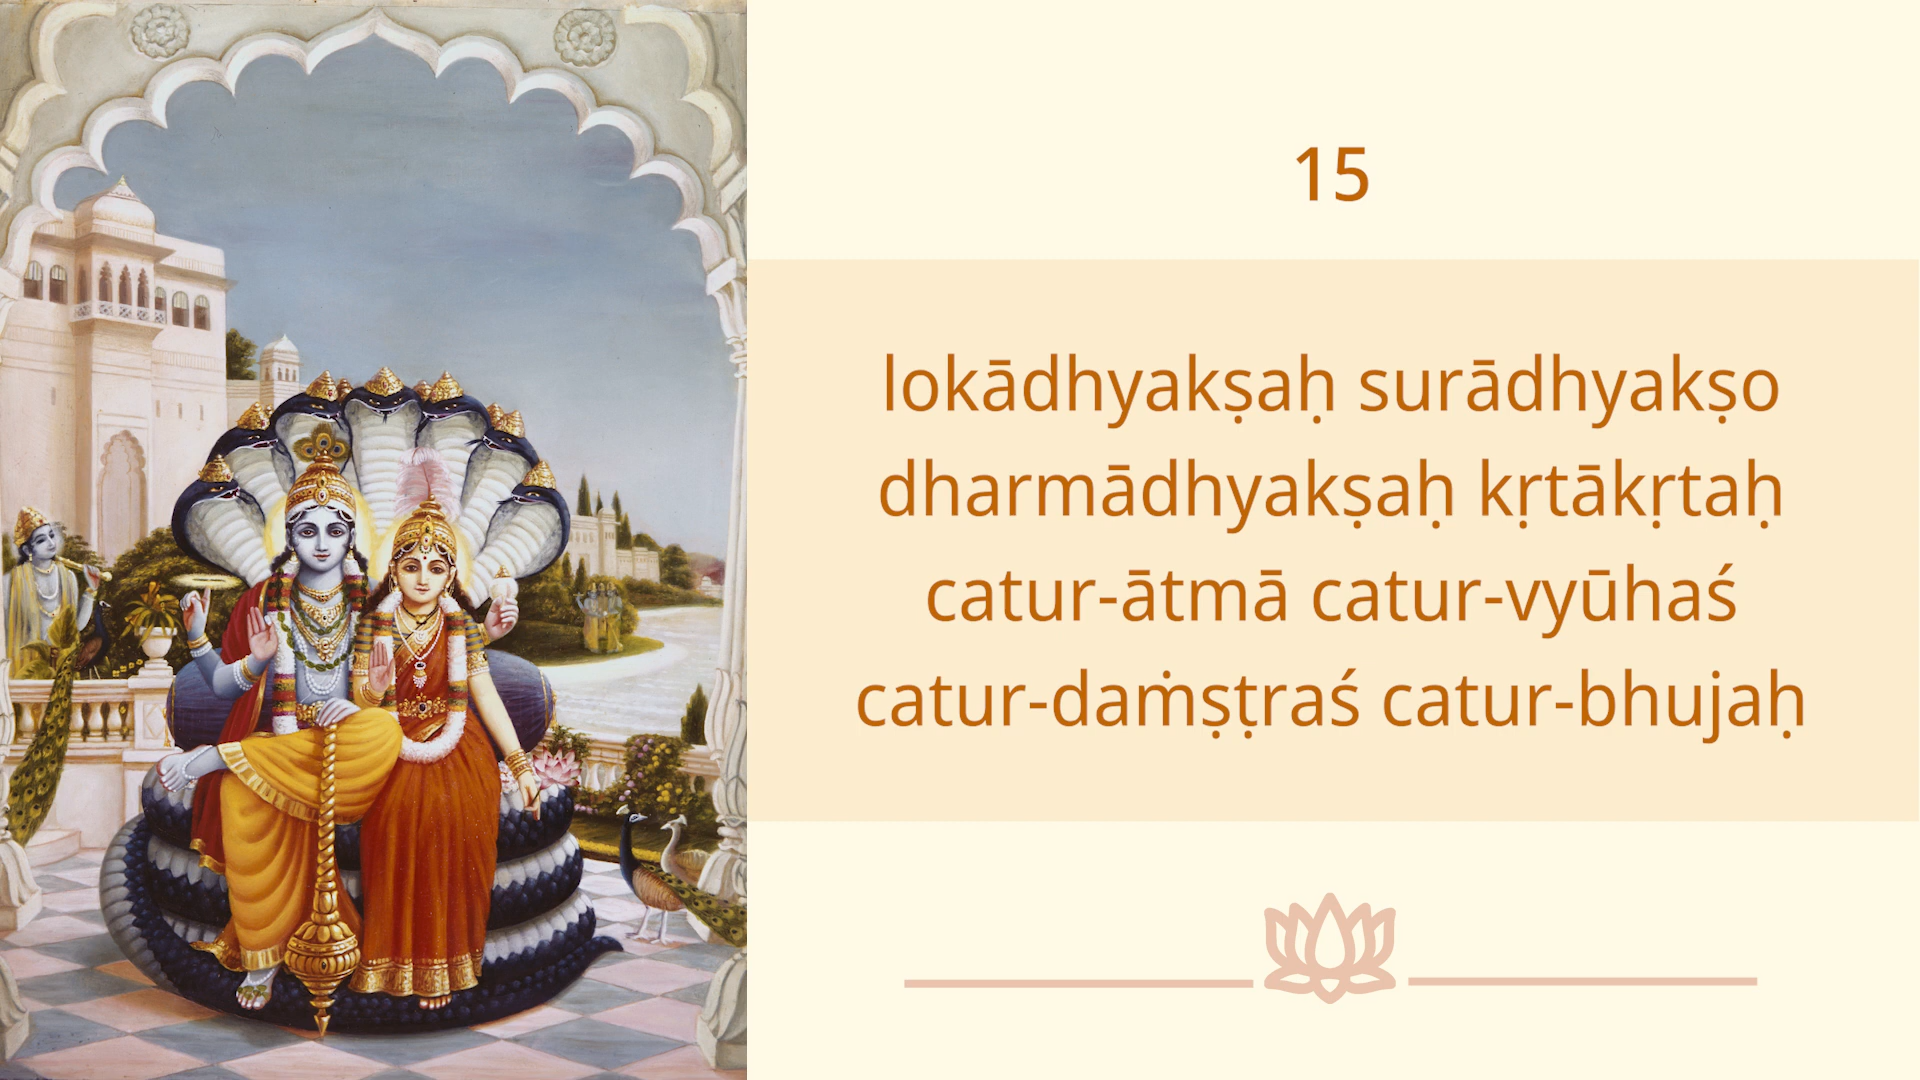 15
lokādhyakṣaḥ surādhyakṣo
dharmādhyakṣaḥ kṛtākṛtaḥ
catur-ātmā catur-vyūhaś
catur-daṁṣṭraś catur-bhujaḥ